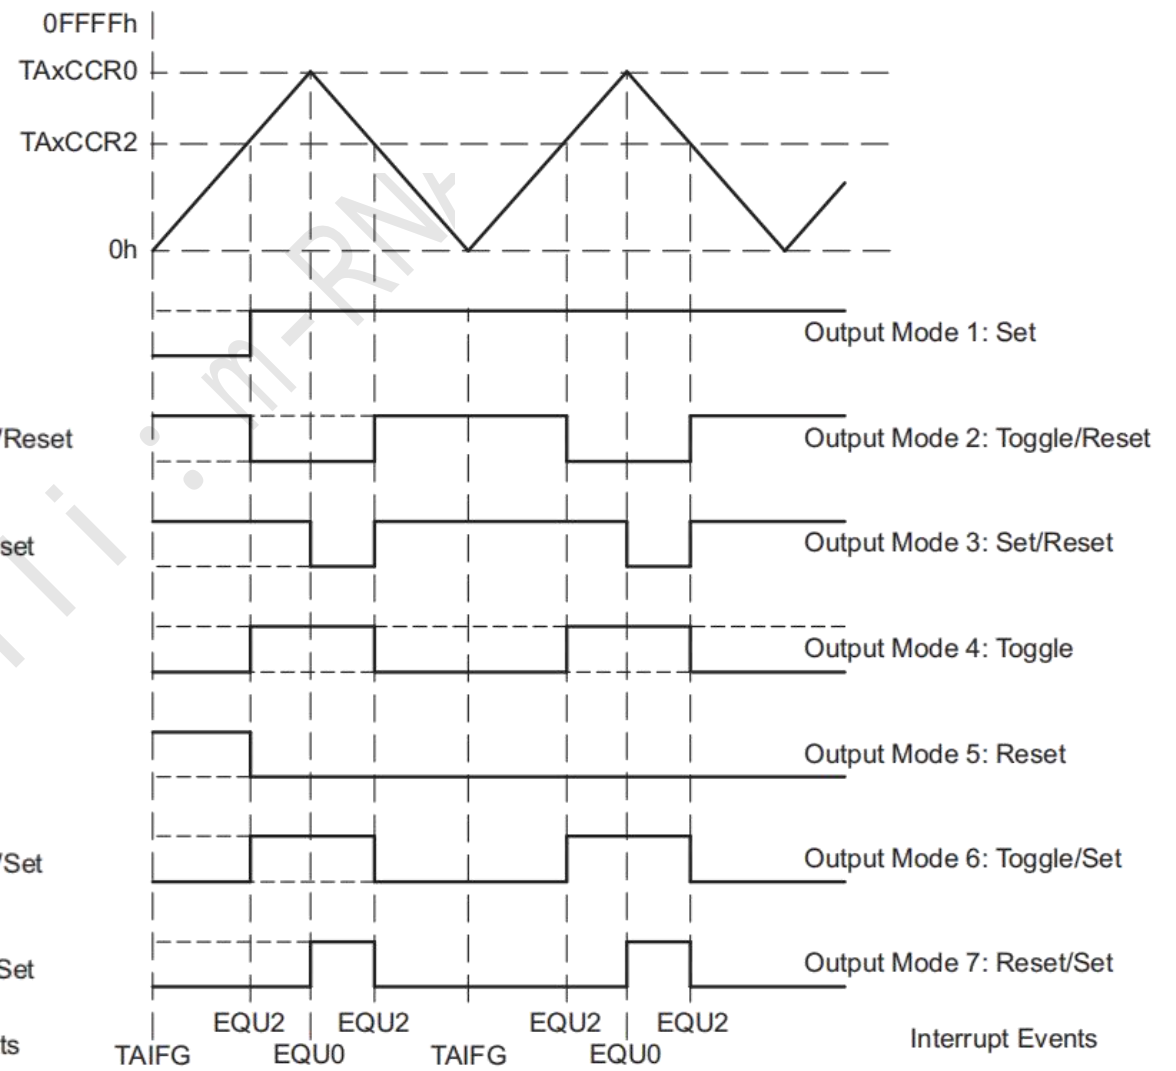 0FFFFh
TAxCCR0
TAxCCR2
0h
Output Mode 1: Set
/Reset
Output Mode 2: Toggle/Reset
set
Output Mode 3: Set/Reset
Output Mode 4: Toggle
Output Mode 5: Reset
/Set
Output Mode 6: Toggle/Set
Set
Output Mode 7: Reset/Set
EQU2 EQU2 EQU2 EQU2
ts
TAIFG EQU0 TAIFG EQU0
Interrupt Events